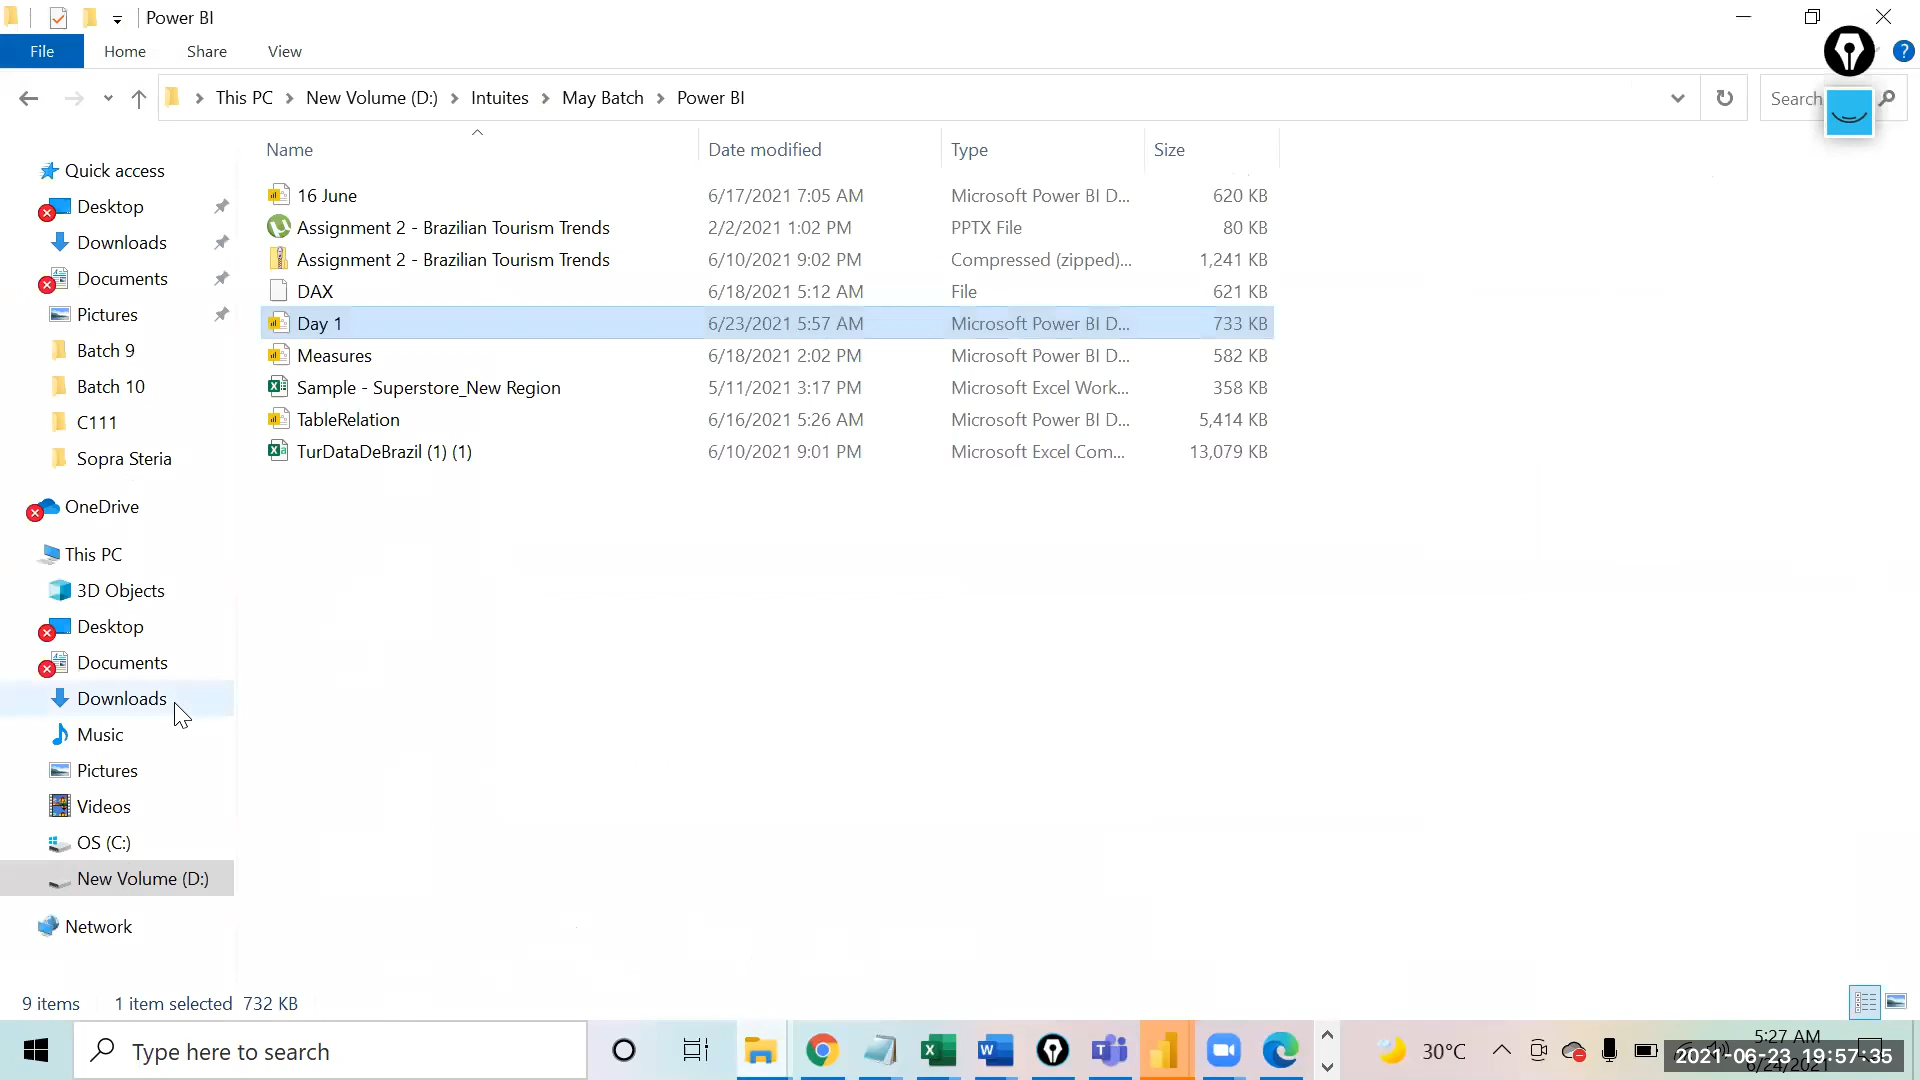 Power BI
File Home Share View
This PC New Volume (D:) Intuites May Batch Power BI Search
Name Date modified Type Size
16 June 6/17/2021 7:05 AM Microsoft Power BI D... 620 KB
Assignment 2 - Brazilian Tourism Trends 2/2/2021 1:02 PM PPTX File 80 KB
Assignment 2 - Brazilian Tourism Trends 6/10/2021 9:02 PM Compressed (zipped)... 1,241 KB
DAX 6/18/2021 5:12 AM File 621 KB
Day 1 6/23/2021 5:57 AM Microsoft Power BI D... 733 KB
Measures 6/18/2021 2:02 PM Microsoft Power BI D... 582 KB
Sample - Superstore_New Region 5/11/2021 3:17 PM Microsoft Excel Work... 358 KB
TableRelation 6/16/2021 5:26 AM Microsoft Power BI D... 5,414 KB
TurDataDeBrazil (1) (1) 6/10/2021 9:01 PM Microsoft Excel Com... 13,079 KB
Quick access
Desktop
Downloads
Documents
Pictures
Batch 9
Batch 10
C111
Sopra Steria
OneDrive
This PC
3D Objects
Desktop
Documents
Downloads
Music
Pictures
Videos
OS (C:)
New Volume (D:)
Network
9 items 1 item selected 732 KB
Type here to search
30°C
5:27 AM
2021-06-23 19:57:35